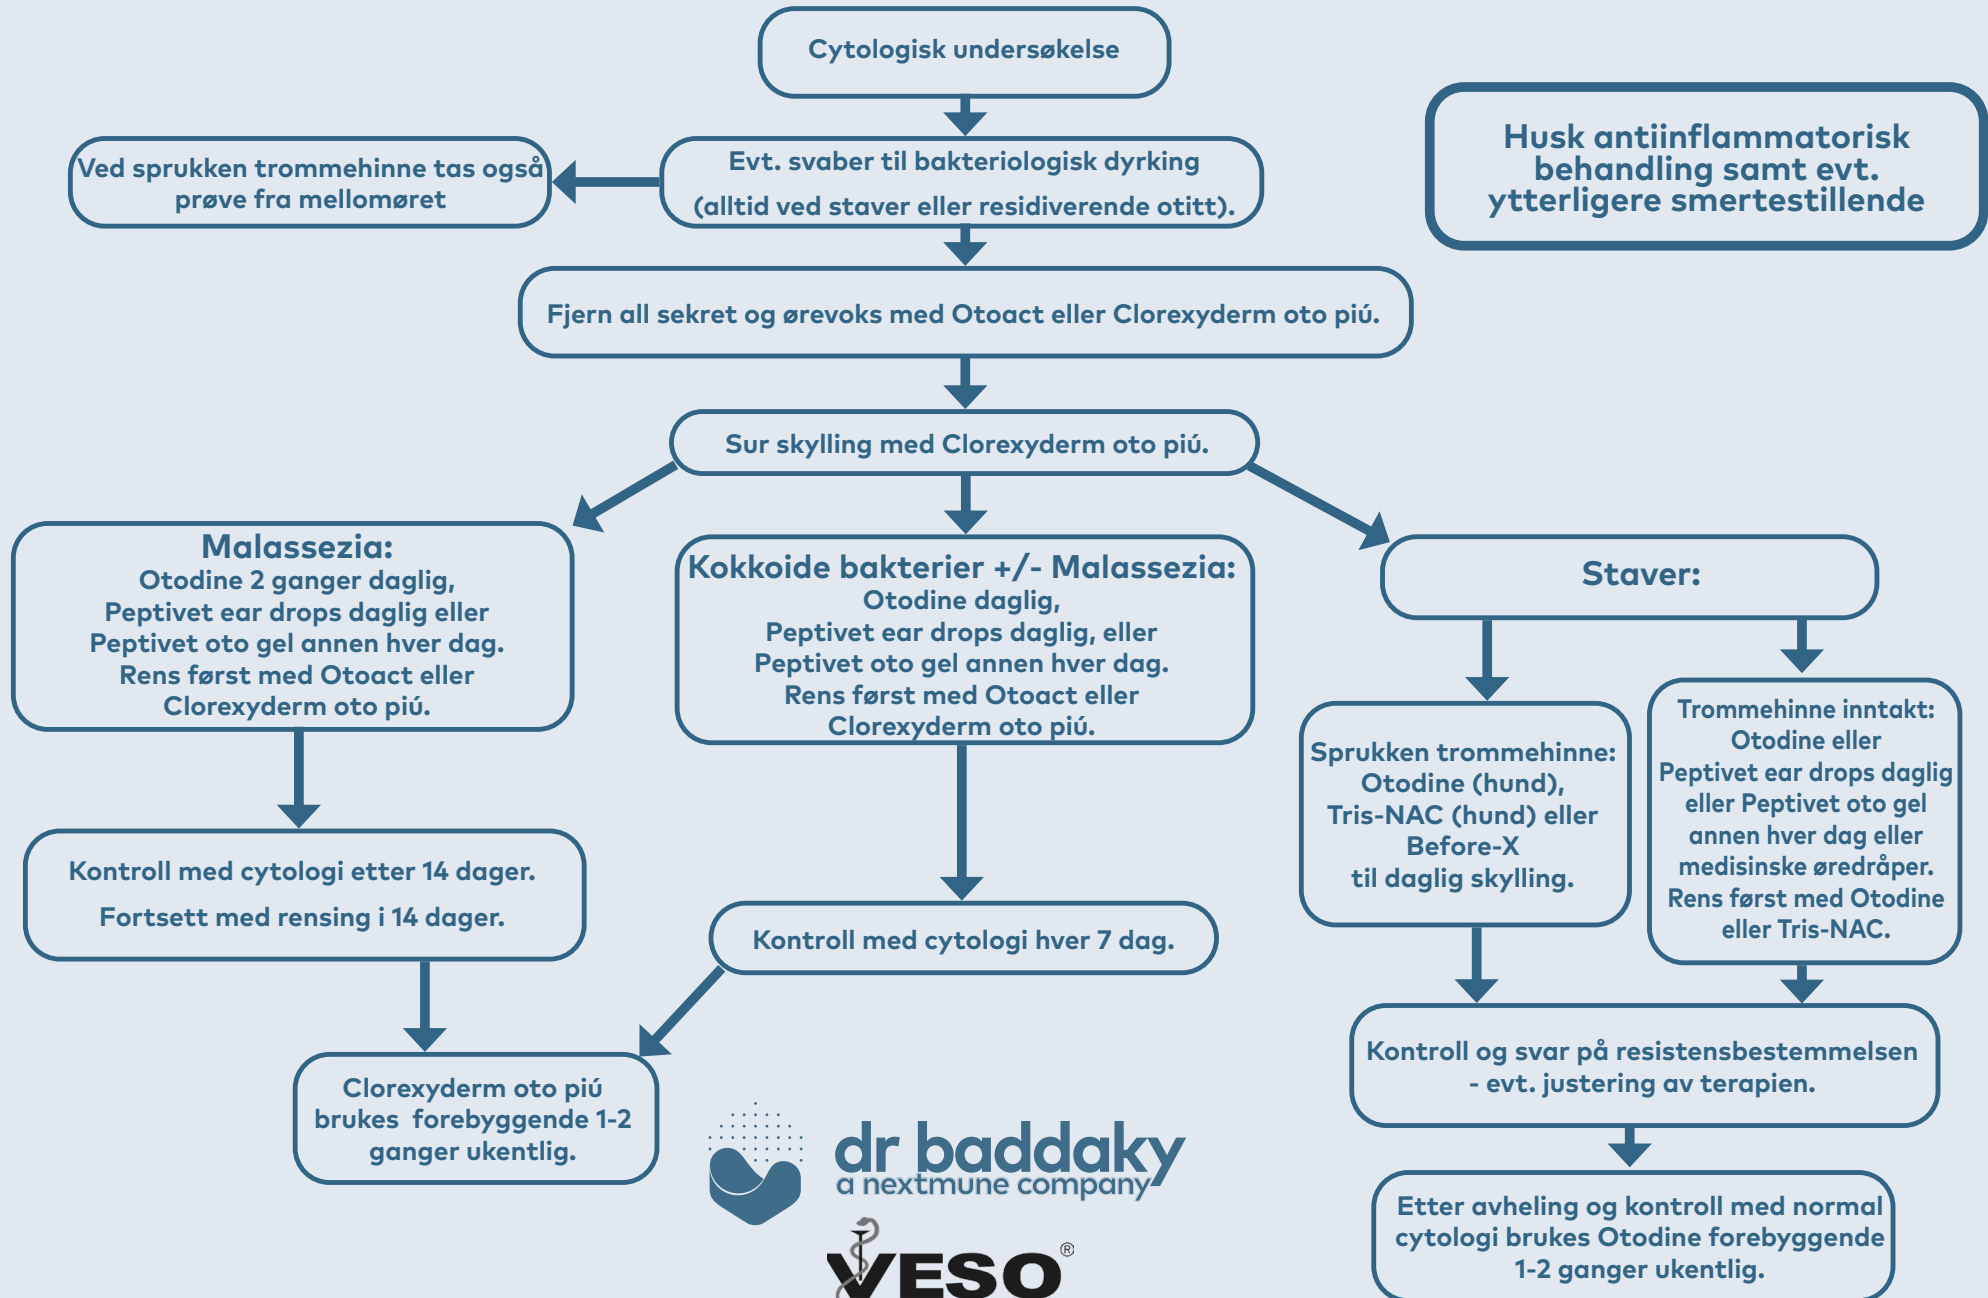 Cytologisk undersøkelse
Husk antiinflammatorisk
behandling samt evt.
ytterligere smertestillende
Ved sprukken trommehinne tas også
prøve fra mellomøret
Evt. svaber til bakteriologisk dyrking
(alltid ved staver eller residiverende otitt).
Fjern all sekret og ørevoks med Otoact eller Clorexyderm oto piú.
Sur skylling med Clorexyderm oto piú.
Malassezia:
Otodine 2 ganger daglig,
Peptivet ear drops daglig eller
Peptivet oto gel annen hver dag.
Rens først med Otoact eller
Clorexyderm oto piú.
Kokkoide bakterier +/- Malassezia:
Otodine daglig,
Peptivet ear drops daglig, eller
Peptivet oto gel annen hver dag.
Rens først med Otoact eller
Clorexyderm oto piú.
Staver:
Sprukken trommehinne:
Otodine (hund),
Tris-NAC (hund) eller
Before-X
til daglig skylling.
Trommehinne inntakt:
Otodine eller
Peptivet ear drops daglig
eller Peptivet oto gel
annen hver dag eller
medisinske øredråper.
Rens først med Otodine
eller Tris-NAC.
Kontroll med cytologi etter 14 dager.
Fortsett med rensing i 14 dager.
Kontroll med cytologi hver 7 dag.
Clorexyderm oto piú
brukes forebyggende 1-2
ganger ukentlig.
Kontroll og svar på resistensbestemmelsen
- evt. justering av terapien.
Etter avheling og kontroll med normal
cytologi brukes Otodine forebyggende
1-2 ganger ukentlig.
dr baddaky
a nextmune company
VESO®